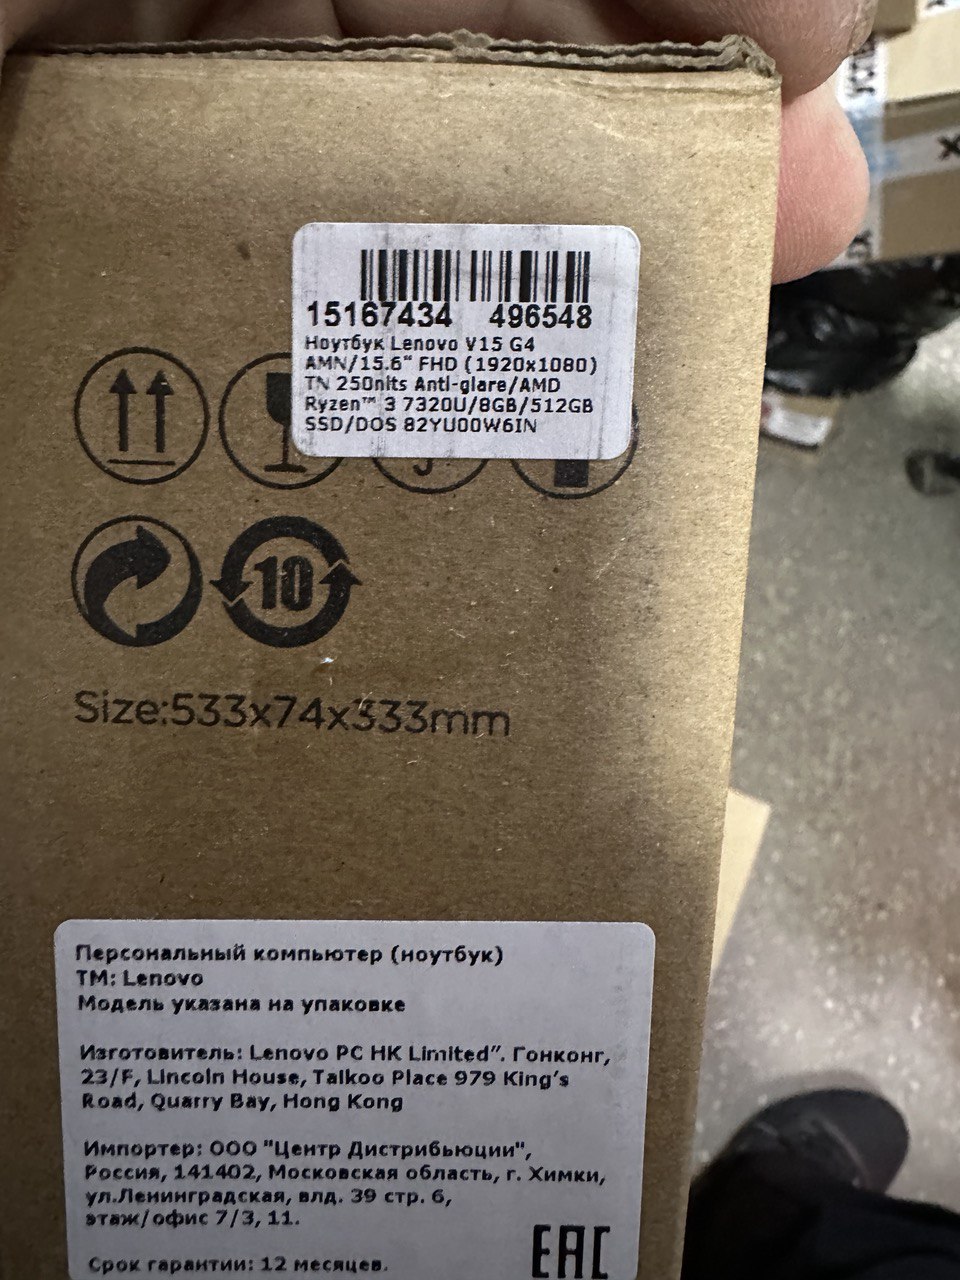 15167434 496548
Ноутбук Lenovo V15 G4
AMN/15.6" FHD (1920x1080)
TN 250nits Anti-glare/AMD
Ryzen™ 3 7320U/8GB/512GB
SSD/DOS 82YU00W6IN
10
Size:533x74x333mm
Персональный компьютер (ноутбук)
ТМ: Lenovo
Модель указана на упаковке
Изготовитель: Lenovo PC HK Limited”. Гонконг,
23/F, Lincoln House, Taikoo Place 979 King’s
Road, Quarry Bay, Hong Kong
Импортер: ООО "Центр Дистрибьюции",
Россия, 141402, Московская область, г. Химки,
ул.Ленинградская, влд. 39 стр. 6,
этаж/офис 7/3, 11.
Срок гарантии: 12 месяцев.
EAC